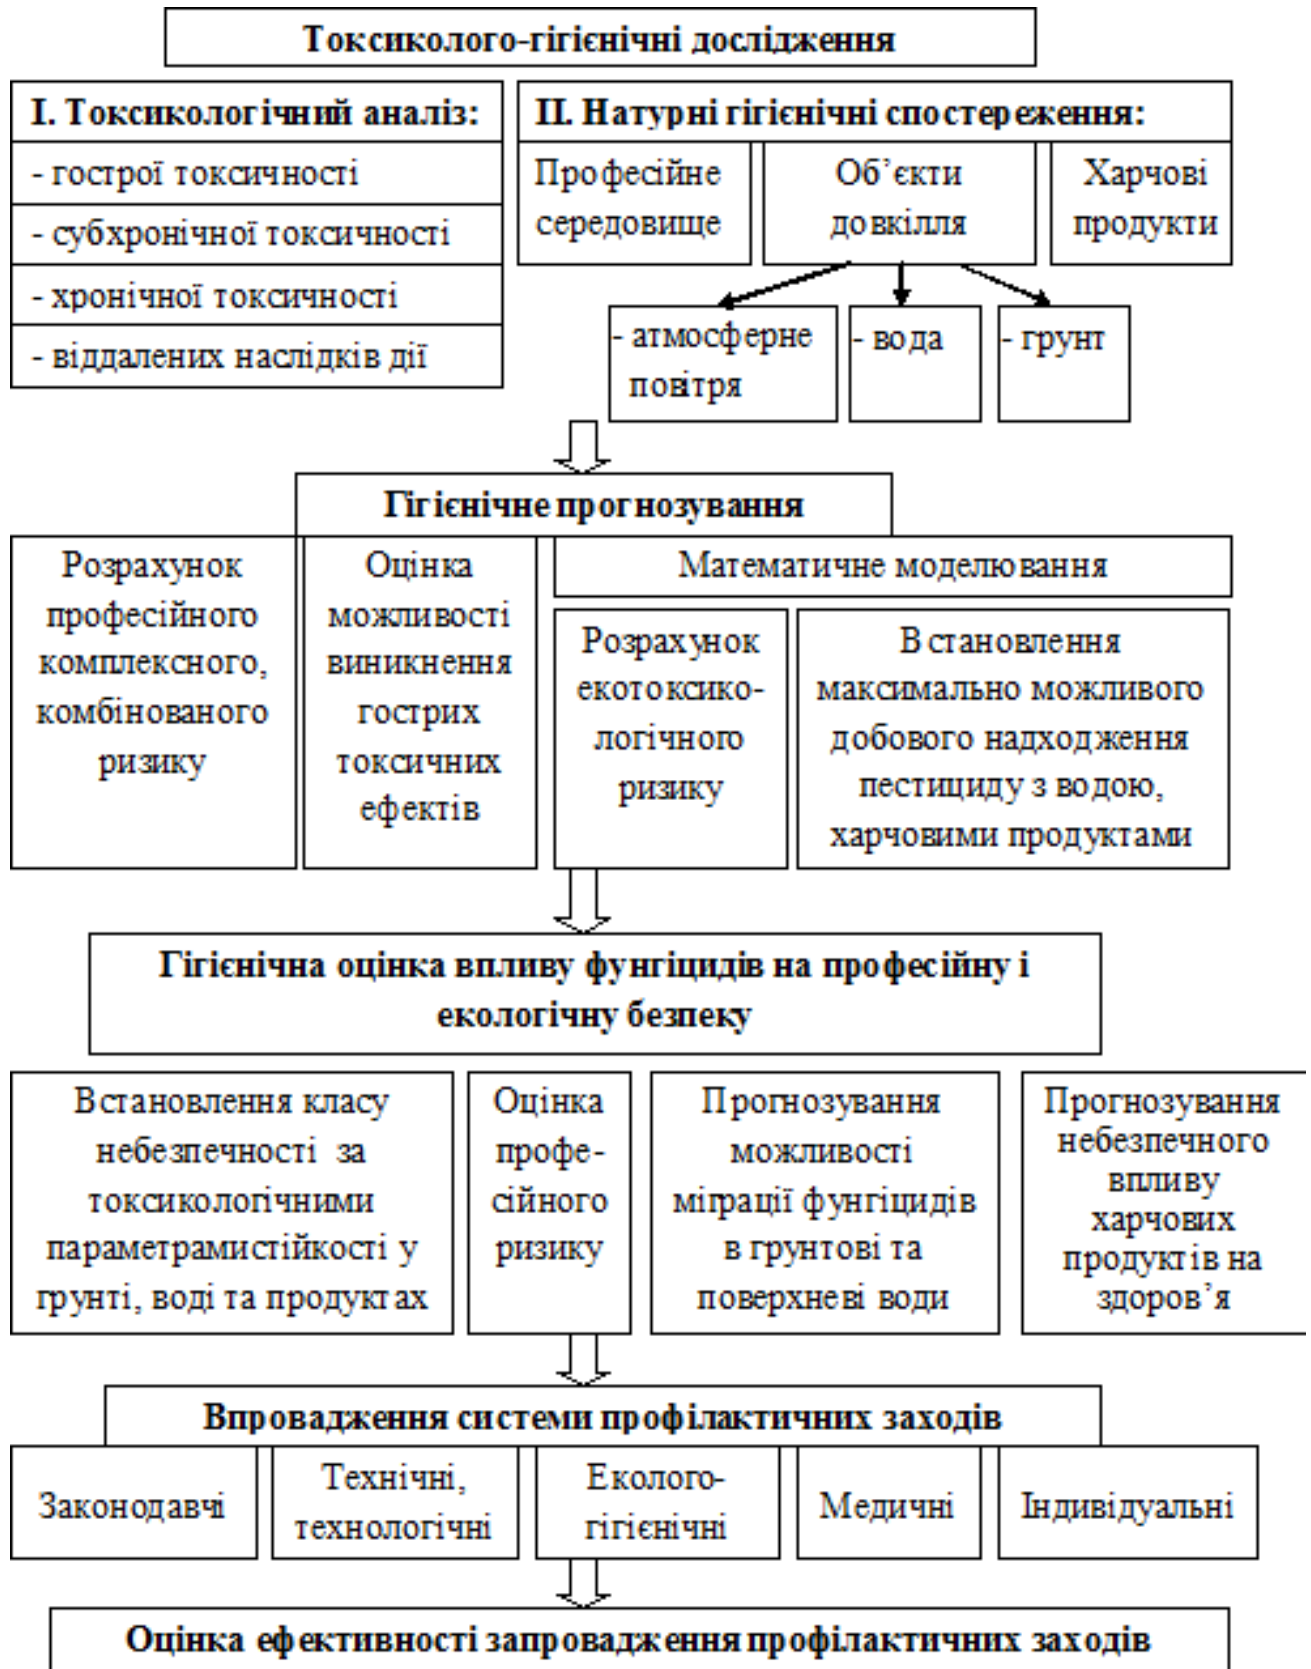 Токсиколого-гігієнічні дослідження
І. Токсикологічний аналіз:
- гострої токсичності
- субхронічної токсичності
- хронічної токсичності
- віддалених наслідків дії
ІІ. Натурні гігієнічні спостереження:
Професійне
середовище
Об’єкти
довкілля
Харчові
продукти
- атмосферне
повітря
- вода
- грунт
Гігієнічне прогнозування
Розрахунок
професійного
комплексного,
комбінованого
ризику
Оцінка
можливості
виникнення
гострих
токсичних
ефектів
Математичне моделювання
Розрахунок
екотоксико-
логічного
ризику
Встановлення
максимально можливого
добового надходження
пестициду з водою,
харчовими продуктами
Гігієнічна оцінка впливу фунгіцидів на професійну і
екологічну безпеку
Встановлення класу
небезпечності за
токсикологічними
параметрамистійкості у
грунті, воді та продуктах
Оцінка
профе-
сійного
ризику
Прогнозування
можливості
міграції фунгіцидів
в грунтові та
поверхневі води
Прогнозування
небезпечного
впливу
харчових
продуктів на
здоров’я
Впровадження системи профілактичних заходів
Законодавчі
Технічні,
технологічні
Еколого-
гігієнічні
Медичні
Індивідуальні
Оцінка ефективності запровадження профілактичних заходів